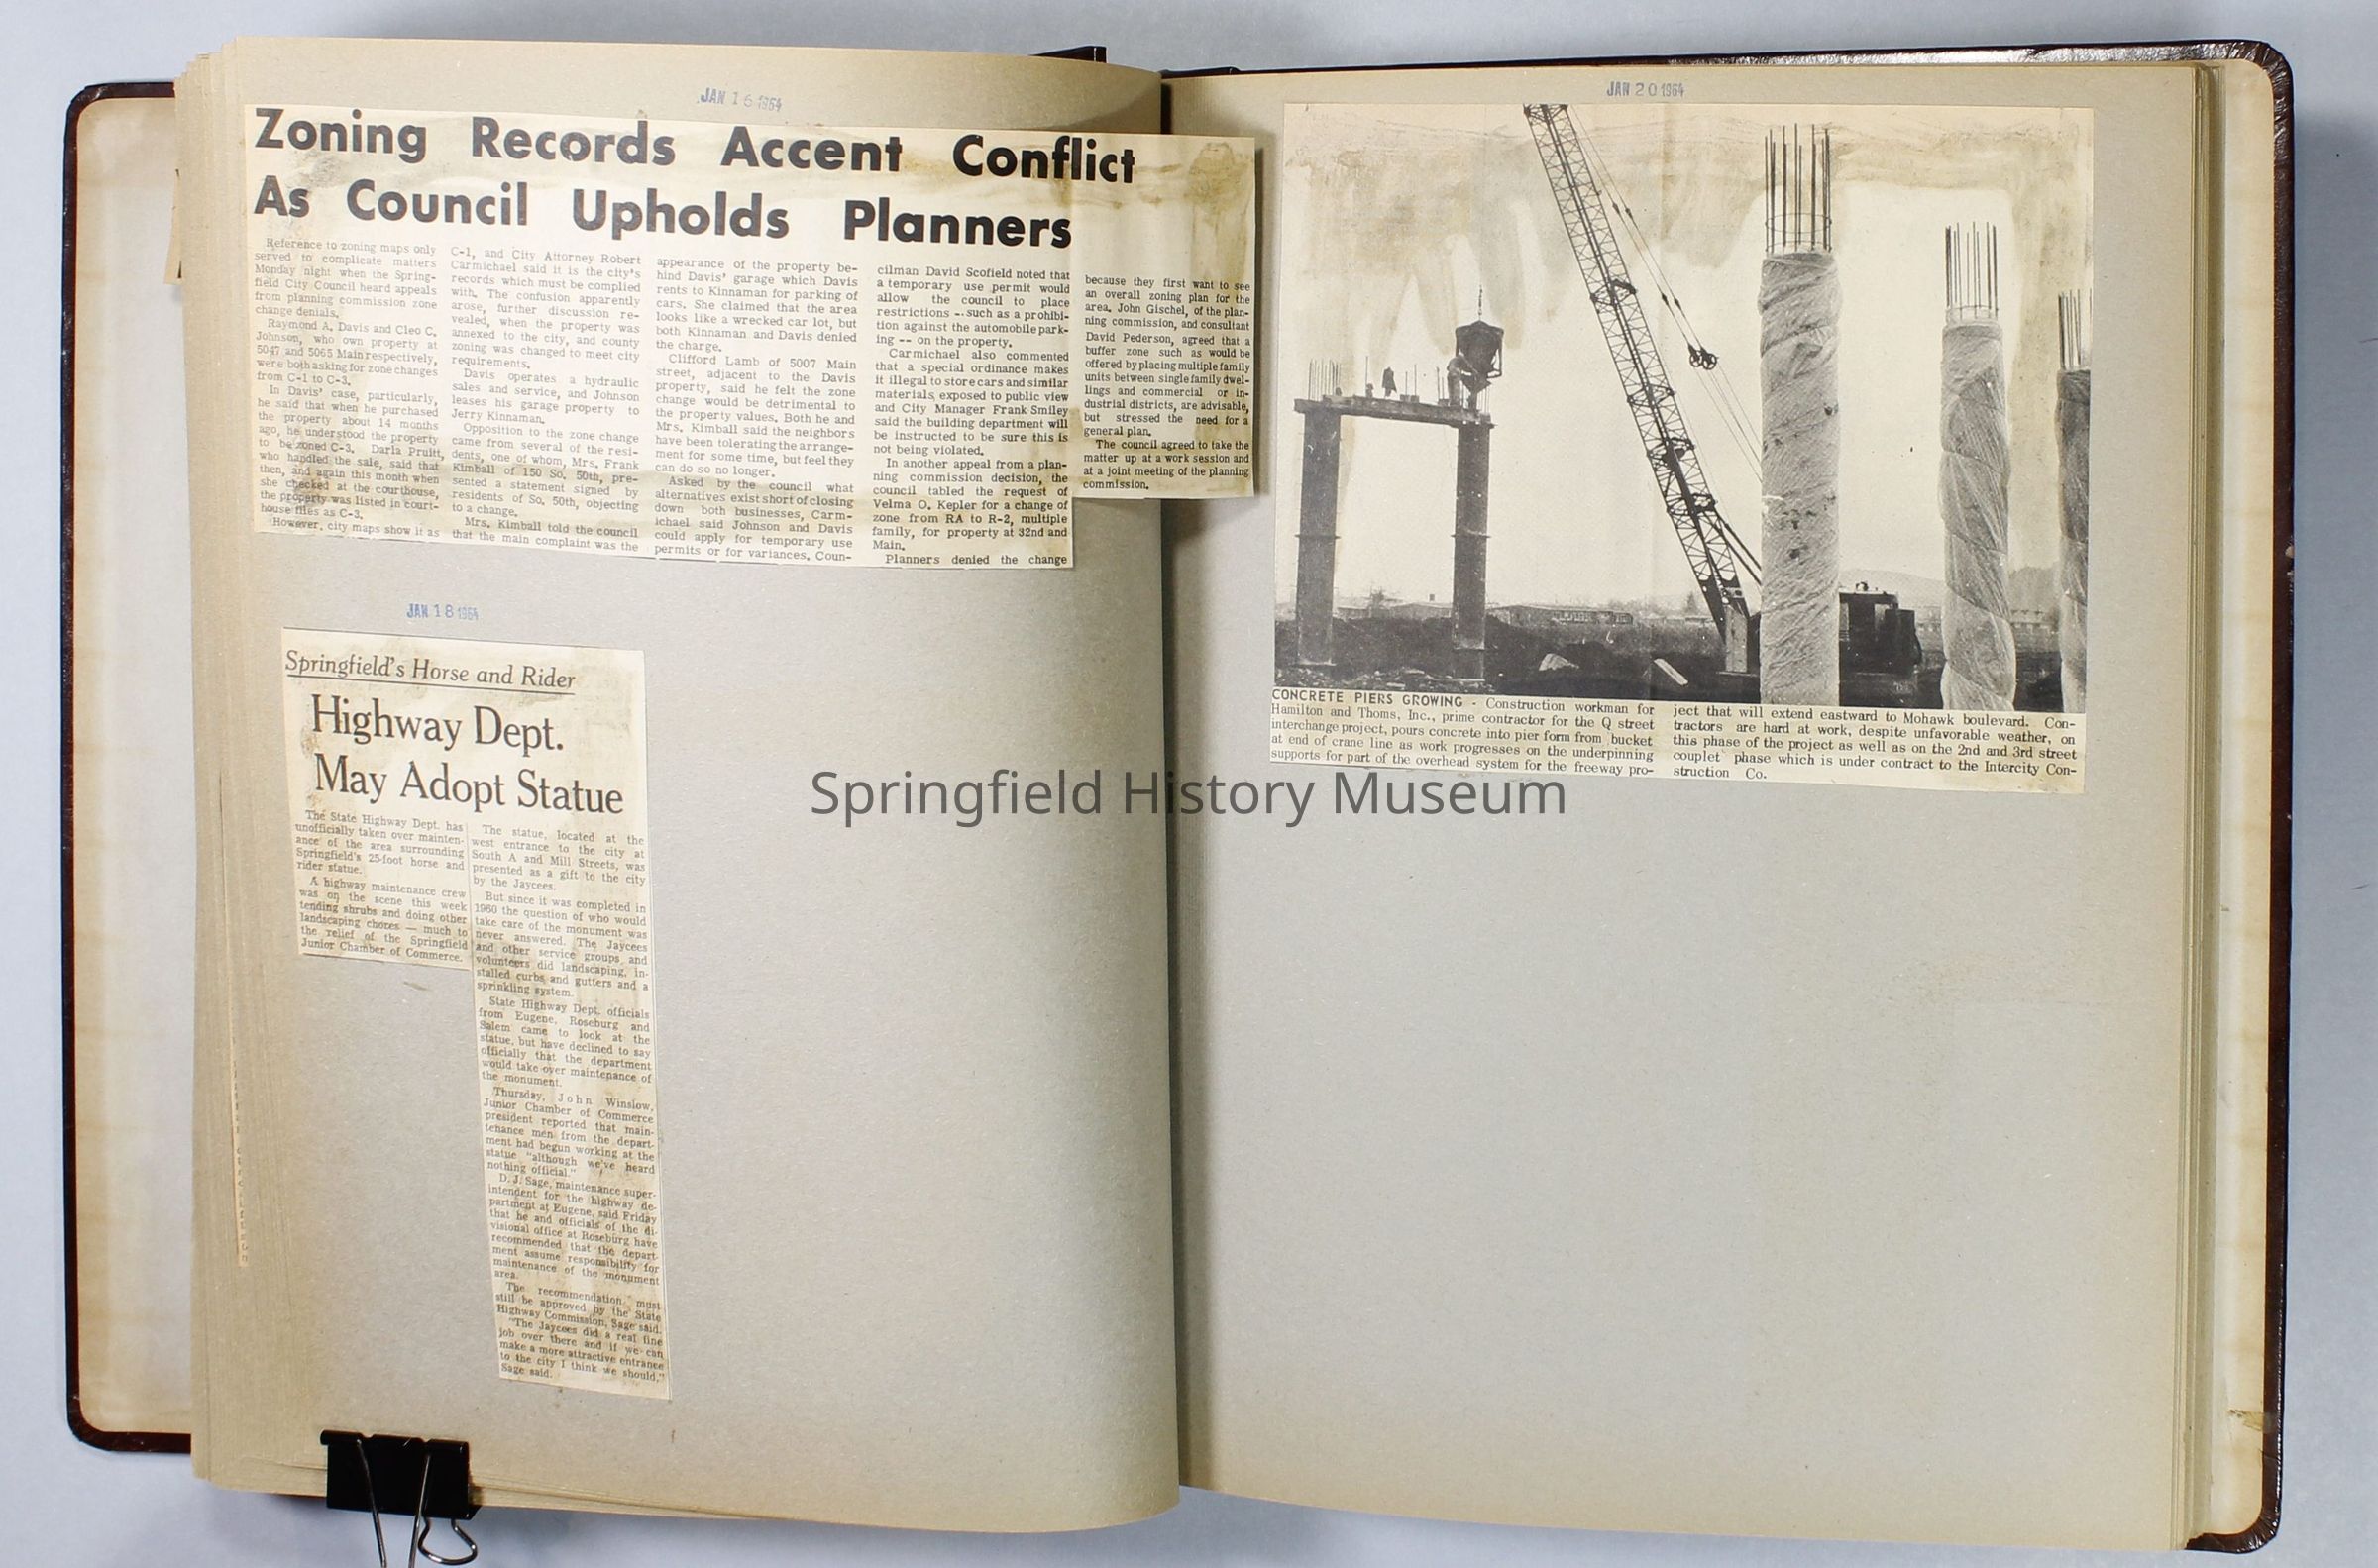 JAN 16 1964
Zoning Records Accent Conflict
As Council Upholds Planners
Reference to zoning maps only
served to complicate matters
Monday night when the Spring-
field City Council heard appeals
from planning commission zone
change denials.
Raymond A. Davis and Cleo C.
Johnson, who own property at
5047 and 5065 Main respectively,
were both asking for zone changes
from C-1 to C-3.
In Davis' case, particularly,
he said that when he purchased
the property about 14 months
ago, he understood the property
to be zoned C-3. Darla Pruitt,
who handled the sale, said that
then, and again this month when
she checked at the courthouse,
the property was listed in court-
house files as C-3.
However, city maps show it as
C-1, and City Attorney Robert
Carmichael said it is the city's
records which must be complied
with. The confusion apparently
arose, further discussion re-
vealed, when the property was
annexed to the city, and county
zoning was changed to meet city
requirements.
Davis operates a hydraulic
sales and service, and Johnson
leases his garage property to
Jerry Kinnaman.
Opposition to the zone change
came from several of the resi-
dents, one of whom, Mrs. Frank
Kimball of 150 So. 50th, pre-
sented a statement signed by
residents of So. 50th, objecting
to a change.
Mrs. Kimball told the council
that the main complaint was the
appearance of the property be-
hind Davis' garage which Davis
rents to Kinnaman for parking of
cars. She claimed that the area
looks like a wrecked car lot, but
both Kinnaman and Davis denied
the charge.
Clifford Lamb of 5007 Main
street, adjacent to the Davis
property, said he felt the zone
change would be detrimental to
the property values. Both he and
Mrs. Kimball said the neighbors
have been tolerating the arrange-
ment for some time, but feel they
can do so no longer.
Asked by the council what
alternatives exist short of closing
down both businesses, Carm-
ichael said Johnson and Davis
could apply for temporary use
permits or for variances. Coun-
cilman David Scofield noted that
a temporary use permit would
allow the council to place
restrictions -- such as a prohibi-
tion against the automobile park-
ing -- on the property.
Carmichael also commented
that a special ordinance makes
it illegal to store cars and similar
materials exposed to public view
and City Manager Frank Smiley
said the building department will
be instructed to be sure this is
not being violated.
In another appeal from a plan-
ning commission decision, the
council tabled the request of
Velma O. Kepler for a change of
zone from RA to R-2, multiple
family, for property at 32nd and
Main.
Planners denied the change
because they first want to see
an overall zoning plan for the
area. John Gischel, of the plan-
ning commission, and consultant
David Pederson, agreed that a
buffer zone such as would be
offered by placing multiple family
units between single family dwel-
lings and commercial or in-
dustrial districts, are advisable,
but stressed the need for a
general plan.
The council agreed to take the
matter up at a work session and
at a joint meeting of the planning
commission.
JAN 18 1964
Springfield's Horse and Rider
Highway Dept.
May Adopt Statue
The State Highway Dept. has
unofficially taken over mainten-
ance of the area surrounding
Springfield's 25-foot horse and
rider statue.
A highway maintenance crew
was on the scene this week
tending shrubs and doing other
landscaping chores — much to
the relief of the Springfield
Junior Chamber of Commerce.
The statue, located at the
west entrance to the city at
South A and Mill Streets, was
presented as a gift to the city
by the Jaycees.
But since it was completed in
1960 the question of who would
take care of the monument was
never answered. The Jaycees
and other service groups and
volunteers did landscaping, in-
stalled curbs and gutters and a
sprinkling system.
State Highway Dept. officials
from Eugene, Roseburg and
Salem came to look at the
statue, but have declined to say
officially that the department
would take over maintenance of
the monument.
Thursday, John Winslow,
Junior Chamber of Commerce
president reported that main-
tenance men from the depart-
ment had begun working at the
statue "although we've heard
nothing official."
D. J. Sage, maintenance super-
intendent for the highway de-
partment at Eugene, said Friday
that he and officials of the di-
visional office at Roseburg have
recommended that the depart-
ment assume responsibility for
maintenance of the monument
area.
The recommendation must
still be approved by the State
Highway Commission, Sage said.
"The Jaycees did a real fine
job over there and if we can
make a more attractive entrance
to the city I think we should,"
Sage said.
JAN 20 1964
CONCRETE PIERS GROWING - Construction workman for
Hamilton and Thoms, Inc., prime contractor for the Q street
interchange project, pours concrete into pier form from bucket
at end of crane line as work progresses on the underpinning
supports for part of the overhead system for the freeway pro-
ject that will extend eastward to Mohawk boulevard. Con-
tractors are hard at work, despite unfavorable weather, on
this phase of the project as well as on the 2nd and 3rd street
couplet phase which is under contract to the Intercity Con-
struction Co.
Springfield History Museum